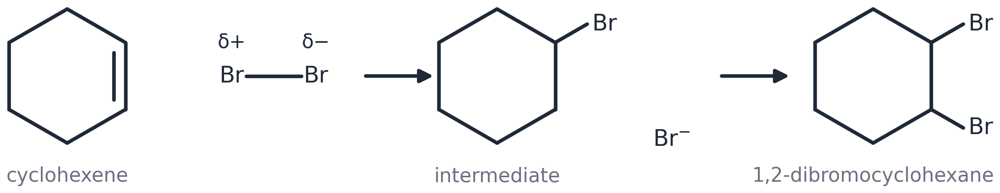 Br
δ+ δ−
Br Br
Br
Br
Br⁻
cyclohexene intermediate 1,2-dibromocyclohexane